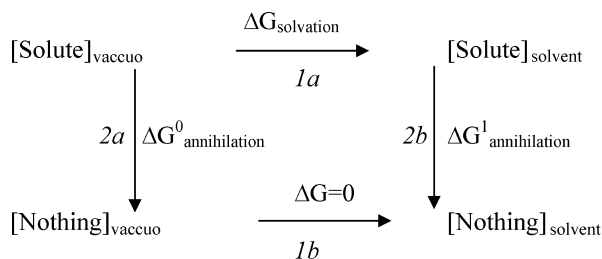 ΔGsolvation
[Solute]vaccuo [Solute]solvent
1a
2a ΔG⁰annihilation 2b ΔG¹annihilation
ΔG=0
[Nothing]vaccuo [Nothing]solvent
1b